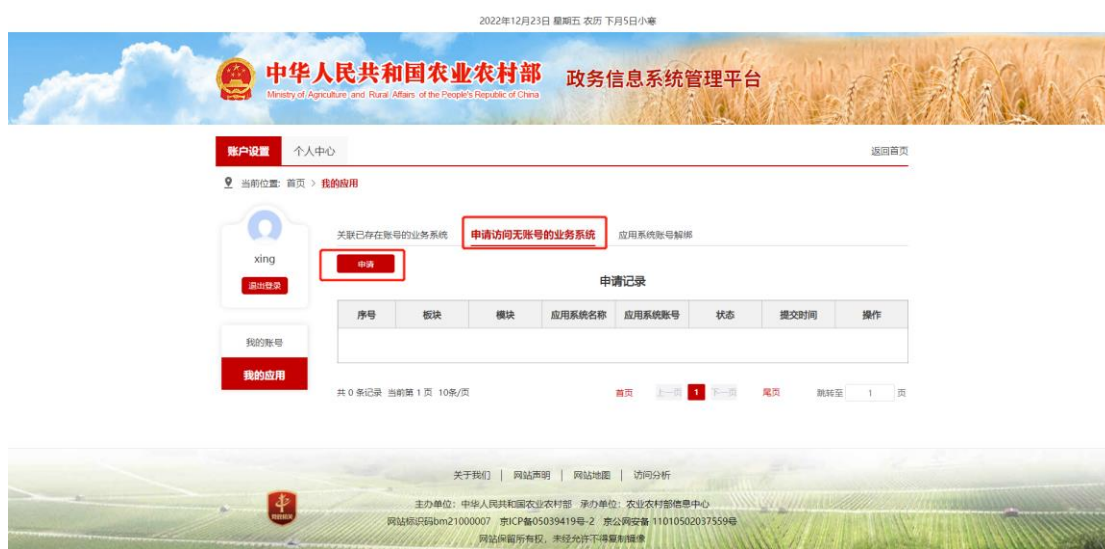 2022年12月23日 星期五 农历 下月5日小寒
中华人民共和国农业农村部 政务信息系统管理平台
Ministry of Agriculture and Rural Affairs of the People's Republic of China
账户设置 个人中心 返回首页
当前位置: 首页 > 我的应用
关联已存在账号的业务系统 申请访问无账号的业务系统 应用系统账号解绑
xing
退出登录
申请
申请记录
序号 板块 模块 应用系统名称 应用系统账号 状态 提交时间 操作
我的账号
我的应用
共 0 条记录 当前第 1 页 10条/页 首页 上一页 1 下一页 尾页 跳转至 1 页
关于我们 | 网站声明 | 网站地图 | 访问分析
主办单位: 中华人民共和国农业农村部 承办单位: 农业农村部信息中心
网站标识码bm21000007 京ICP备05039419号-2 京公网安备 11010502037559号
网站保留所有权, 未经允许不得复制镜像